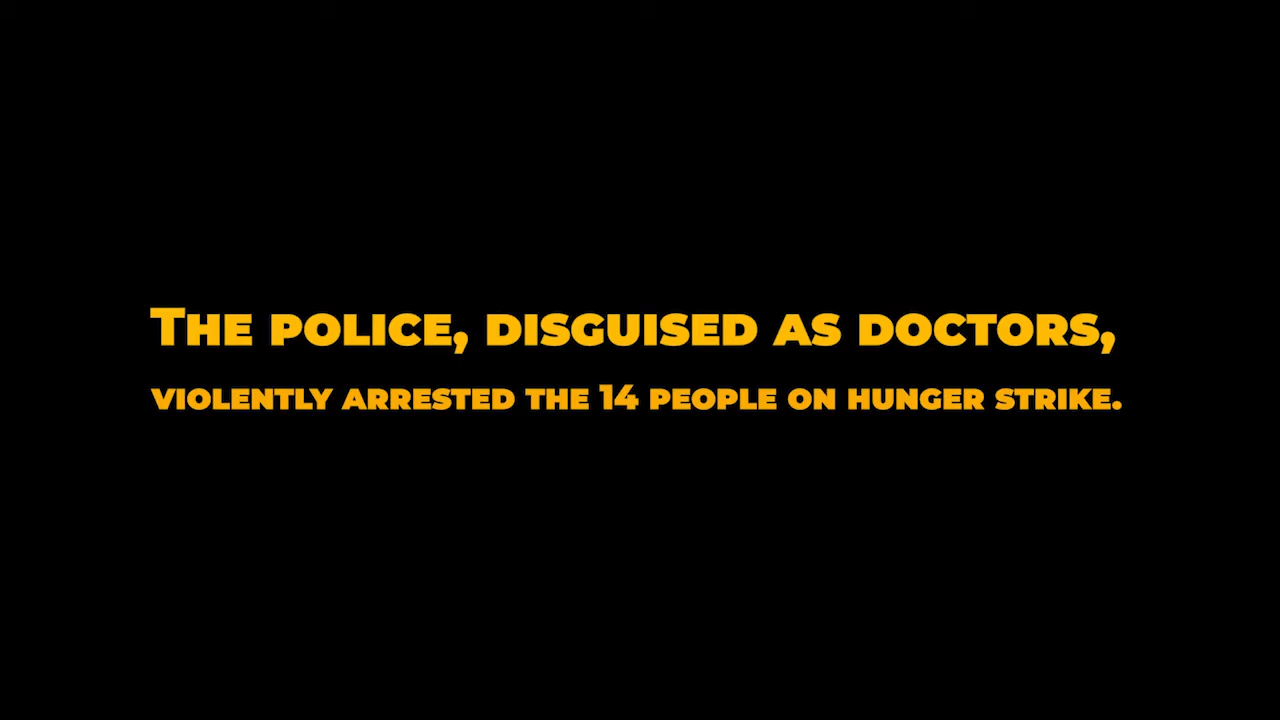 The police, disguised as doctors,
violently arrested the 14 people on hunger strike.